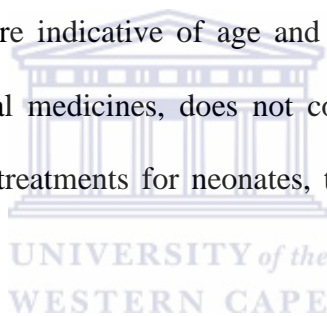 re indicative of age and
al medicines, does not co
treatments for neonates, t
UNIVERSITY of the
WESTERN CAPE